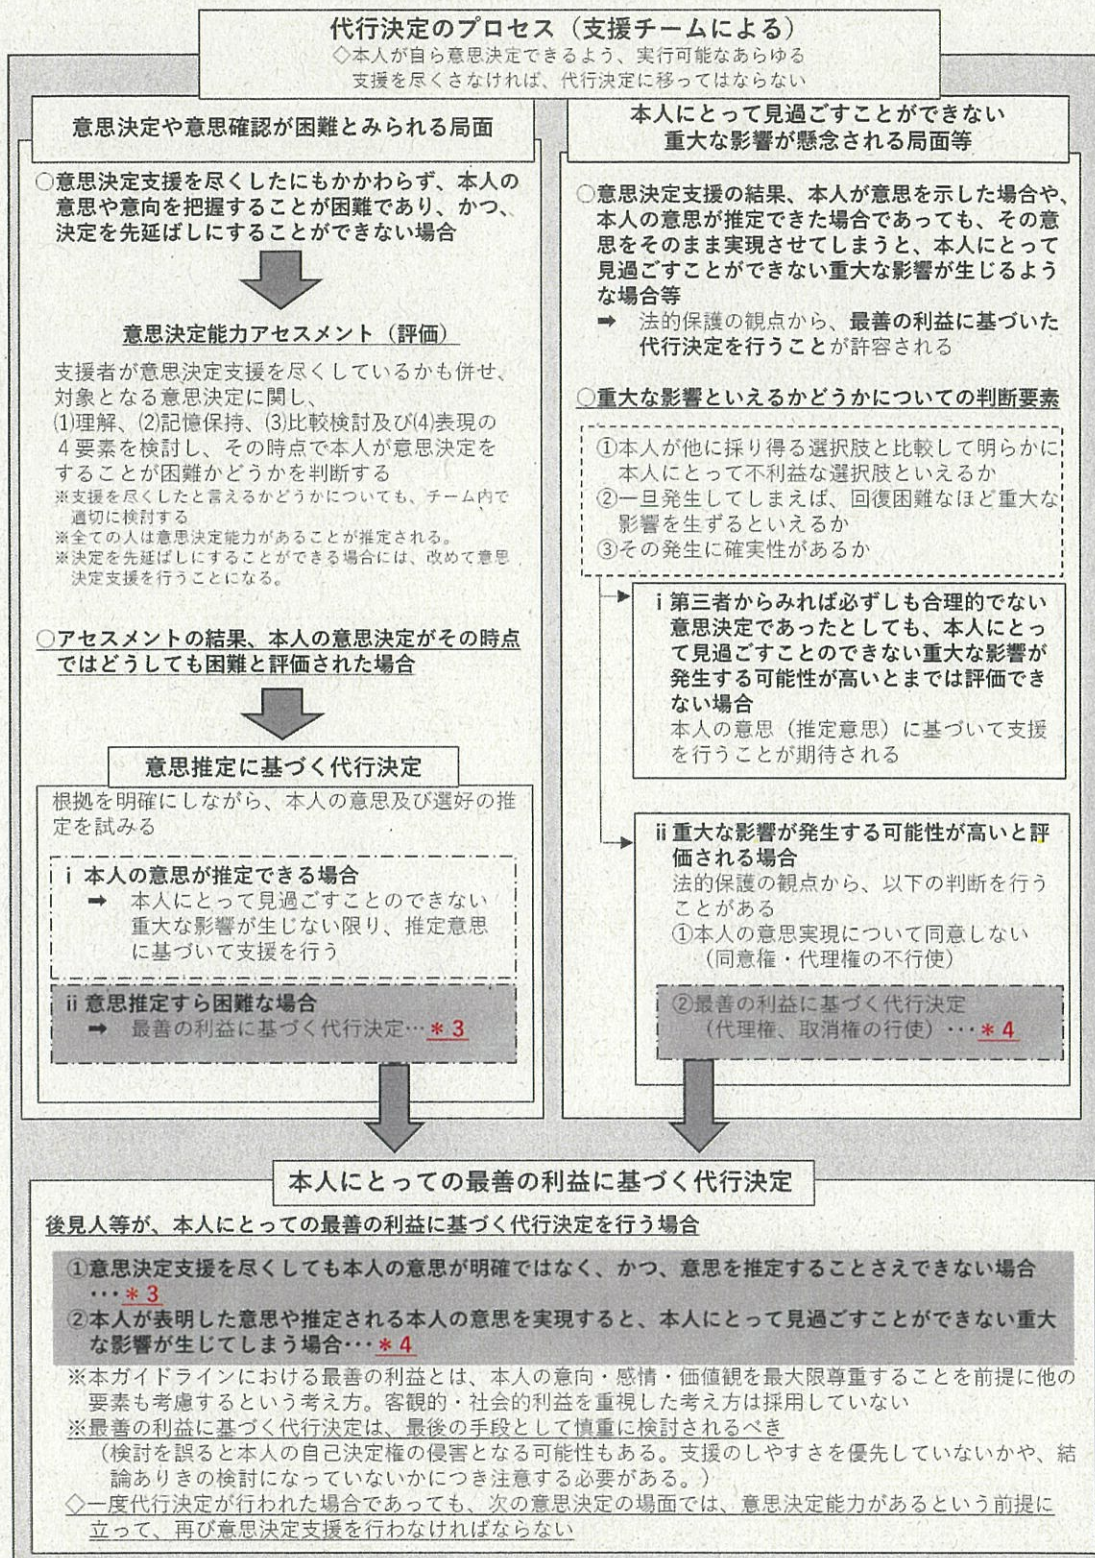 代行決定のプロセス（支援チームによる）
◇本人が自ら意思決定できるよう、実行可能なあらゆる
支援を尽くさなければ、代行決定に移ってはならない
意思決定や意思確認が困難とみられる局面
○意思決定支援を尽くしたにもかかわらず、本人の
意思や意向を把握することが困難であり、かつ、
決定を先延ばしにすることができない場合
意思決定能力アセスメント（評価）
支援者が意思決定支援を尽くしているかも併せ、
対象となる意思決定に関し、
⑴理解、⑵記憶保持、⑶比較検討及び⑷表現の
４要素を検討し、その時点で本人が意思決定を
することが困難かどうかを判断する
※支援を尽くしたと言えるかどうかについても、チーム内で
適切に検討する
※全ての人は意思決定能力があることが推定される。
※決定を先延ばしにすることができる場合には、改めて意思
決定支援を行うことになる。
○アセスメントの結果、本人の意思決定がその時点
ではどうしても困難と評価された場合
意思推定に基づく代行決定
根拠を明確にしながら、本人の意思及び選好の推
定を試みる
ⅰ 本人の意思が推定できる場合
➡ 本人にとって見過ごすことのできない
重大な影響が生じない限り、推定意思
に基づいて支援を行う
ⅱ 意思推定すら困難な場合
➡ 最善の利益に基づく代行決定…＊3
本人にとって見過ごすことができない
重大な影響が懸念される局面等
○意思決定支援の結果、本人が意思を示した場合や、
本人の意思が推定できた場合であっても、その意
思をそのまま実現させてしまうと、本人にとって
見過ごすことができない重大な影響が生じるよう
な場合等
➡ 法的保護の観点から、最善の利益に基づいた
代行決定を行うことが許容される
○重大な影響といえるかどうかについての判断要素
①本人が他に採り得る選択肢と比較して明らかに
本人にとって不利益な選択肢といえるか
②一旦発生してしまえば、回復困難なほど重大な
影響を生ずるといえるか
③その発生に確実性があるか
ⅰ 第三者からみれば必ずしも合理的でない
意思決定であったとしても、本人にとっ
て見過ごすことのできない重大な影響が
発生する可能性が高いとまでは評価でき
ない場合
本人の意思（推定意思）に基づいて支援
を行うことが期待される
ⅱ 重大な影響が発生する可能性が高いと評
価される場合
法的保護の観点から、以下の判断を行う
ことがある
①本人の意思実現について同意しない
（同意権・代理権の不行使）
②最善の利益に基づく代行決定
（代理権、取消権の行使）・・・＊4
本人にとっての最善の利益に基づく代行決定
後見人等が、本人にとっての最善の利益に基づく代行決定を行う場合
①意思決定支援を尽くしても本人の意思が明確ではなく、かつ、意思を推定することさえできない場合
・・・＊3
②本人が表明した意思や推定される本人の意思を実現すると、本人にとって見過ごすことができない重大
な影響が生じてしまう場合・・・＊4
※本ガイドラインにおける最善の利益とは、本人の意向・感情・価値観を最大限尊重することを前提に他の
要素も考慮するという考え方。客観的・社会的利益を重視した考え方は採用していない
※最善の利益に基づく代行決定は、最後の手段として慎重に検討されるべき
（検討を誤ると本人の自己決定権の侵害となる可能性もある。支援のしやすさを優先していないかや、結
論ありきの検討になっていないかにつき注意する必要がある。）
◇一度代行決定が行われた場合であっても、次の意思決定の場面では、意思決定能力があるという前提に
立って、再び意思決定支援を行わなければならない